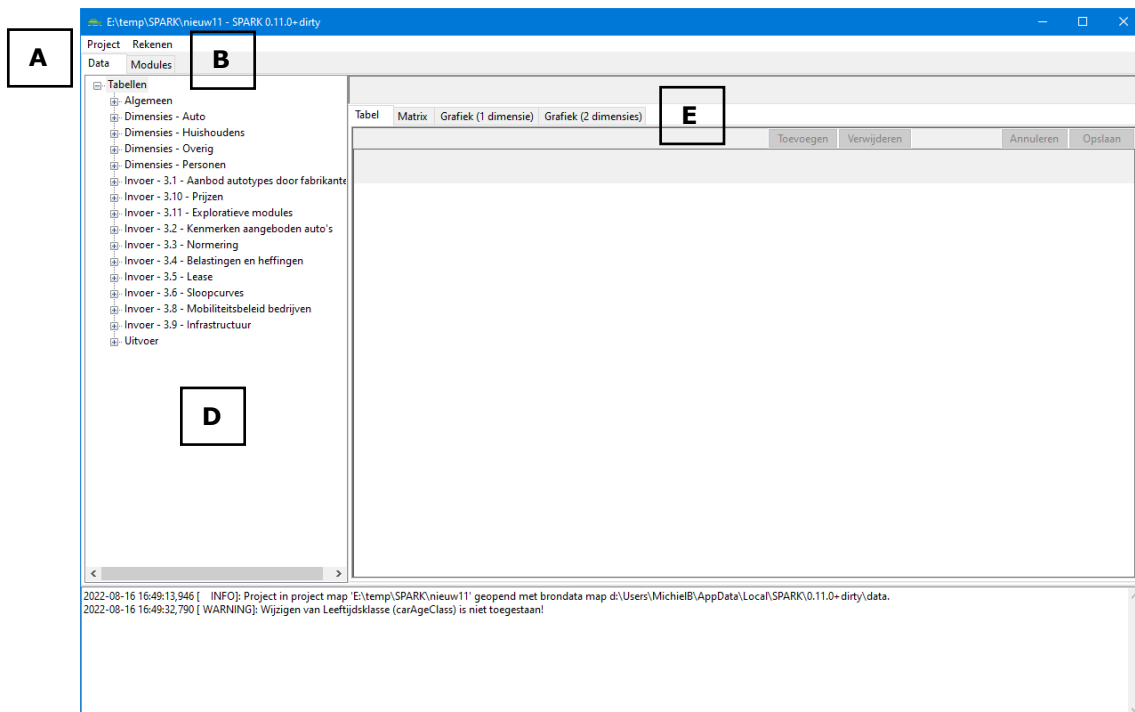 E:\temp\SPARK\nieuw11 - SPARK 0.11.0+dirty
A
Project Rekenen
B
Data Modules
Tabellen
Algemeen
Dimensies - Auto
Dimensies - Huishoudens
Dimensies - Overig
Dimensies - Personen
Invoer - 3.1 - Aanbod autotypes door fabrikante
Invoer - 3.10 - Prijzen
Invoer - 3.11 - Exploratieve modules
Invoer - 3.2 - Kenmerken aangeboden auto's
Invoer - 3.3 - Normering
Invoer - 3.4 - Belastingen en heffingen
Invoer - 3.5 - Lease
Invoer - 3.6 - Sloopcurves
Invoer - 3.8 - Mobiliteitsbeleid bedrijven
Invoer - 3.9 - Infrastructuur
Uitvoer
D
Tabel Matrix Grafiek (1 dimensie) Grafiek (2 dimensies)
E
Toevoegen Verwijderen Annuleren Opslaan
2022-08-16 16:49:13,946 [ INFO]: Project in project map 'E:\temp\SPARK\nieuw11' geopend met brondata map d:\Users\MichielB\AppData\Local\SPARK\0.11.0+dirty\data.
2022-08-16 16:49:32,790 [ WARNING]: Wijzigen van Leeftijdsklasse (carAgeClass) is niet toegestaan!